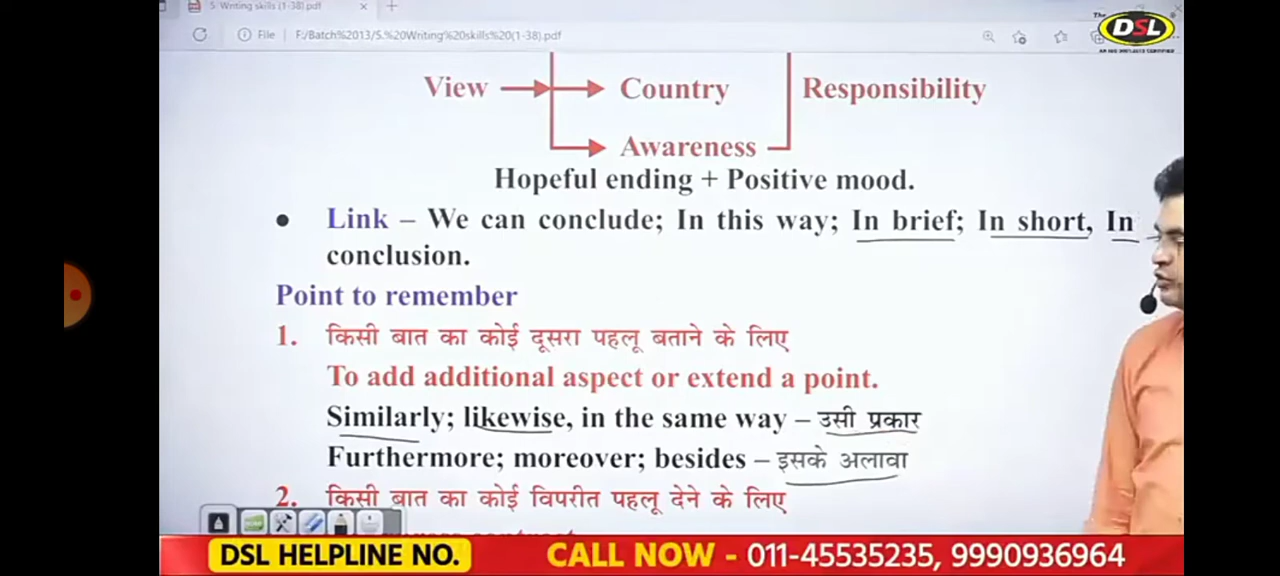 5. Writing skills (1-38).pdf
File F:/Batch%2013/S.%20Writing%20skills%20(1-38).pdf
The
DSL
View Country Responsibility
Awareness
Hopeful ending + Positive mood.
• Link – We can conclude; In this way; In brief; In short, In
conclusion.
Point to remember
1. किसी बात का कोई दूसरा पहलू बताने के लिए
To add additional aspect or extend a point.
Similarly; likewise, in the same way – उसी प्रकार
Furthermore; moreover; besides – इसके अलावा
2. किसी बात का कोई विपरीत पहलू देने के लिए
DSL HELPLINE NO. CALL NOW - 011-45535235, 9990936964